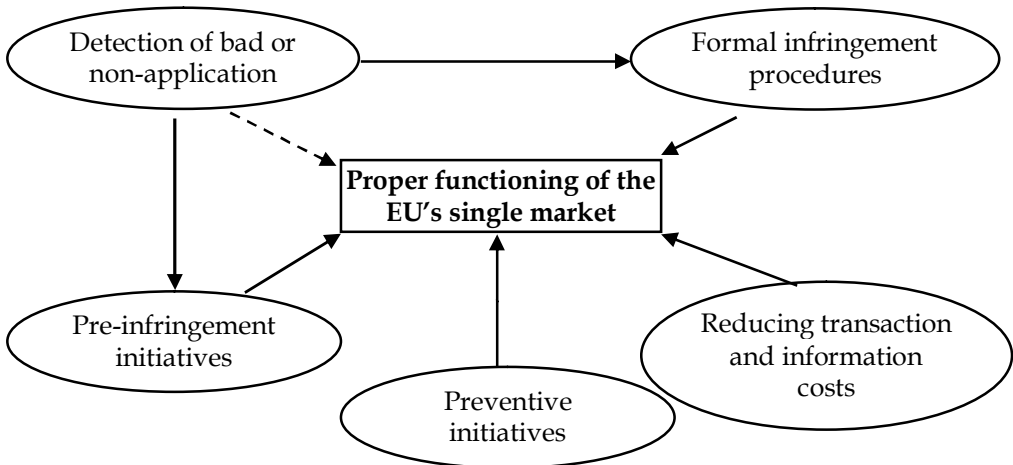 Detection of bad or
non-application
Formal infringement
procedures
Proper functioning of the
EU’s single market
Pre-infringement
initiatives
Preventive
initiatives
Reducing transaction
and information
costs